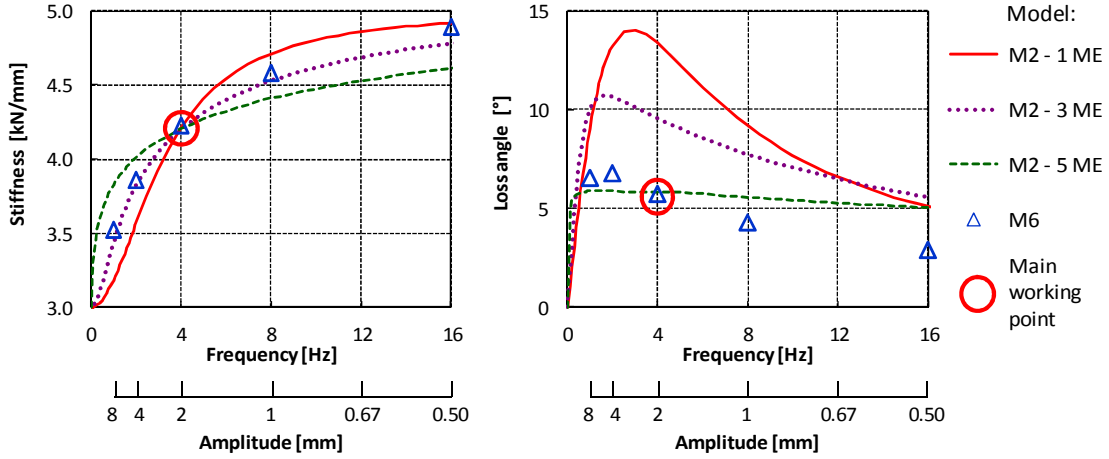 Stiffness [kN/mm]
5.0
4.5
4.0
3.5
3.0
0 4 8 12 16
Frequency [Hz]
8 4 2 1 0.67 0.50
Amplitude [mm]
Loss angle [°]
15
10
5
0
0 4 8 12 16
Frequency [Hz]
8 4 2 1 0.67 0.50
Amplitude [mm]
Model:
M2 - 1 ME
M2 - 3 ME
M2 - 5 ME
M6
Main
working
point